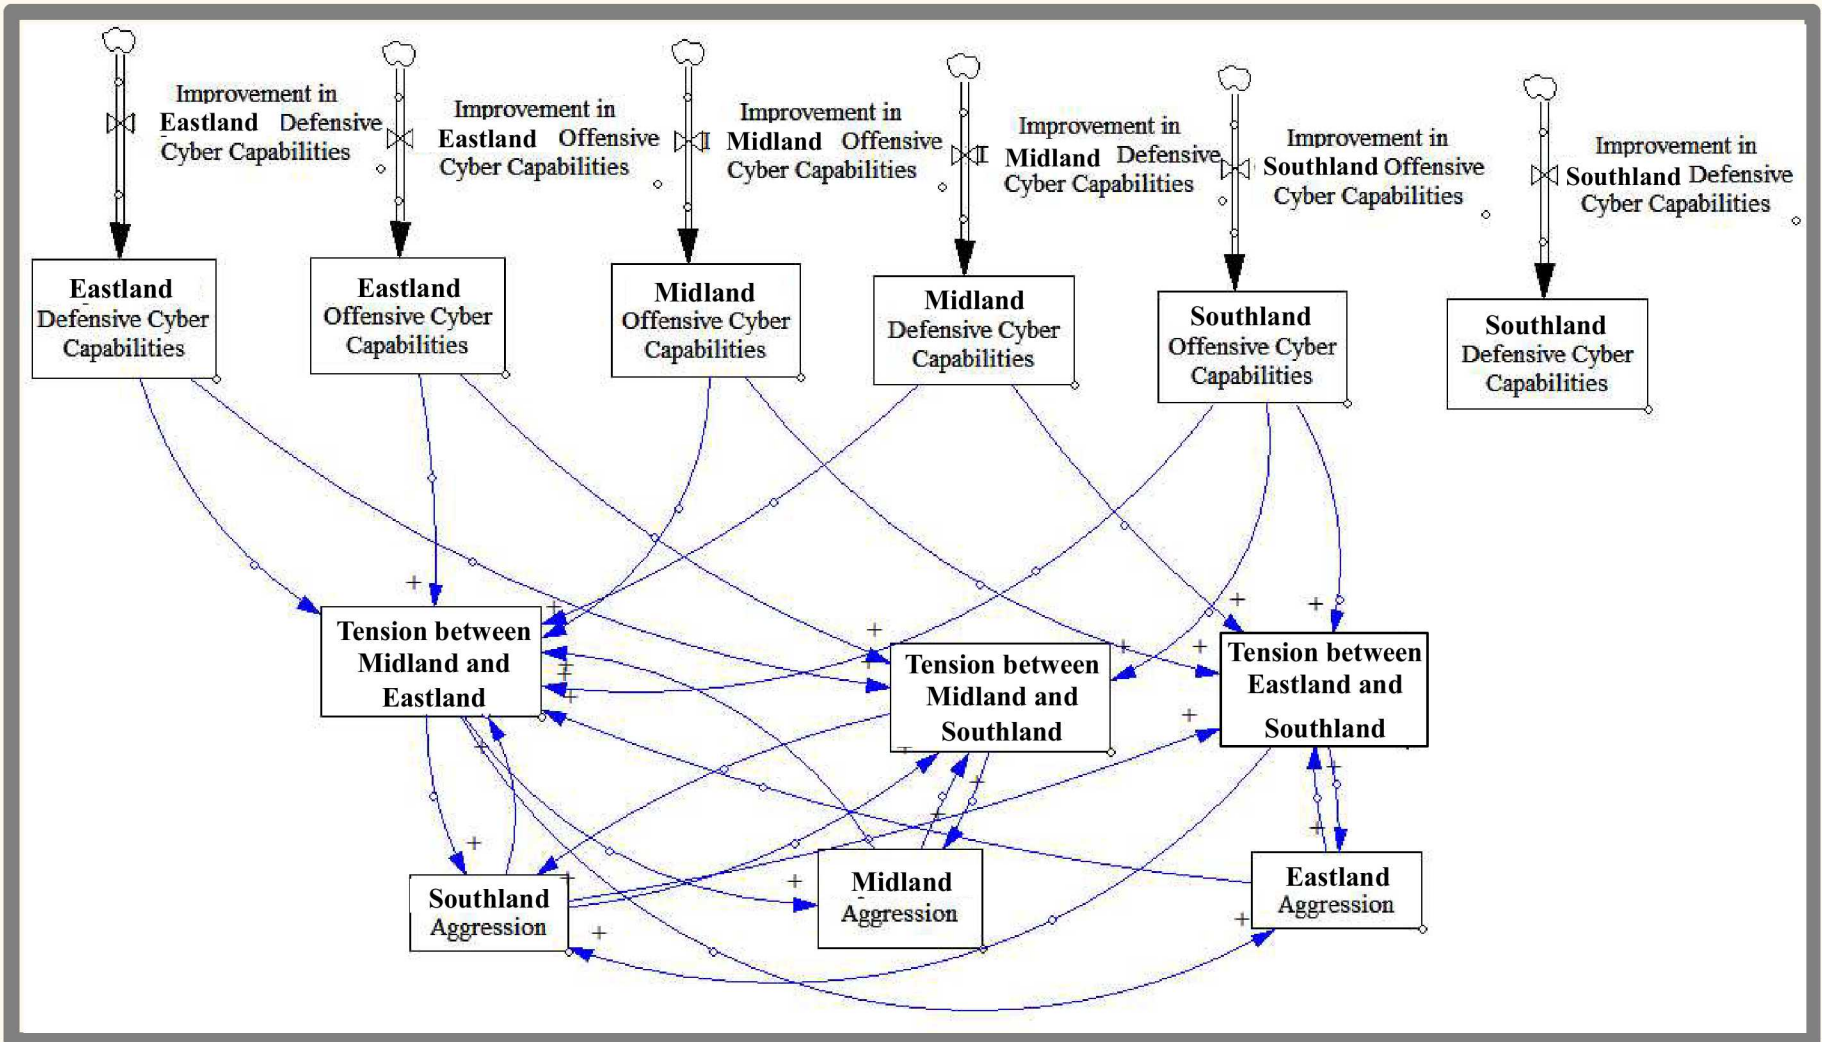 Improvement in
Eastland Defensive
Cyber Capabilities
Improvement in
Eastland Offensive
Cyber Capabilities
Improvement in
Midland Offensive
Cyber Capabilities
Improvement in
Midland Defensive
Cyber Capabilities
Improvement in
Southland Offensive
Cyber Capabilities
Improvement in
Southland Defensive
Cyber Capabilities
Eastland
Defensive Cyber
Capabilities
Eastland
Offensive Cyber
Capabilities
Midland
Offensive Cyber
Capabilities
Midland
Defensive Cyber
Capabilities
Southland
Offensive Cyber
Capabilities
Southland
Defensive Cyber
Capabilities
Tension between
Midland and
Eastland
Tension between
Midland and
Southland
Tension between
Eastland and
Southland
Southland
Aggression
Midland
Aggression
Eastland
Aggression